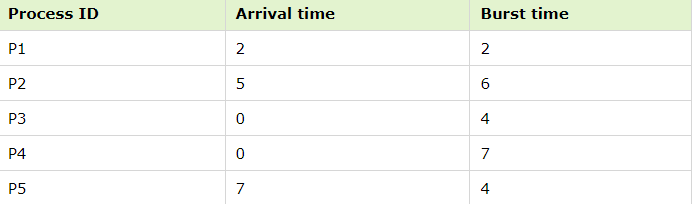 Process ID Arrival time Burst time
P1 2 2
P2 5 6
P3 0 4
P4 0 7
P5 7 4